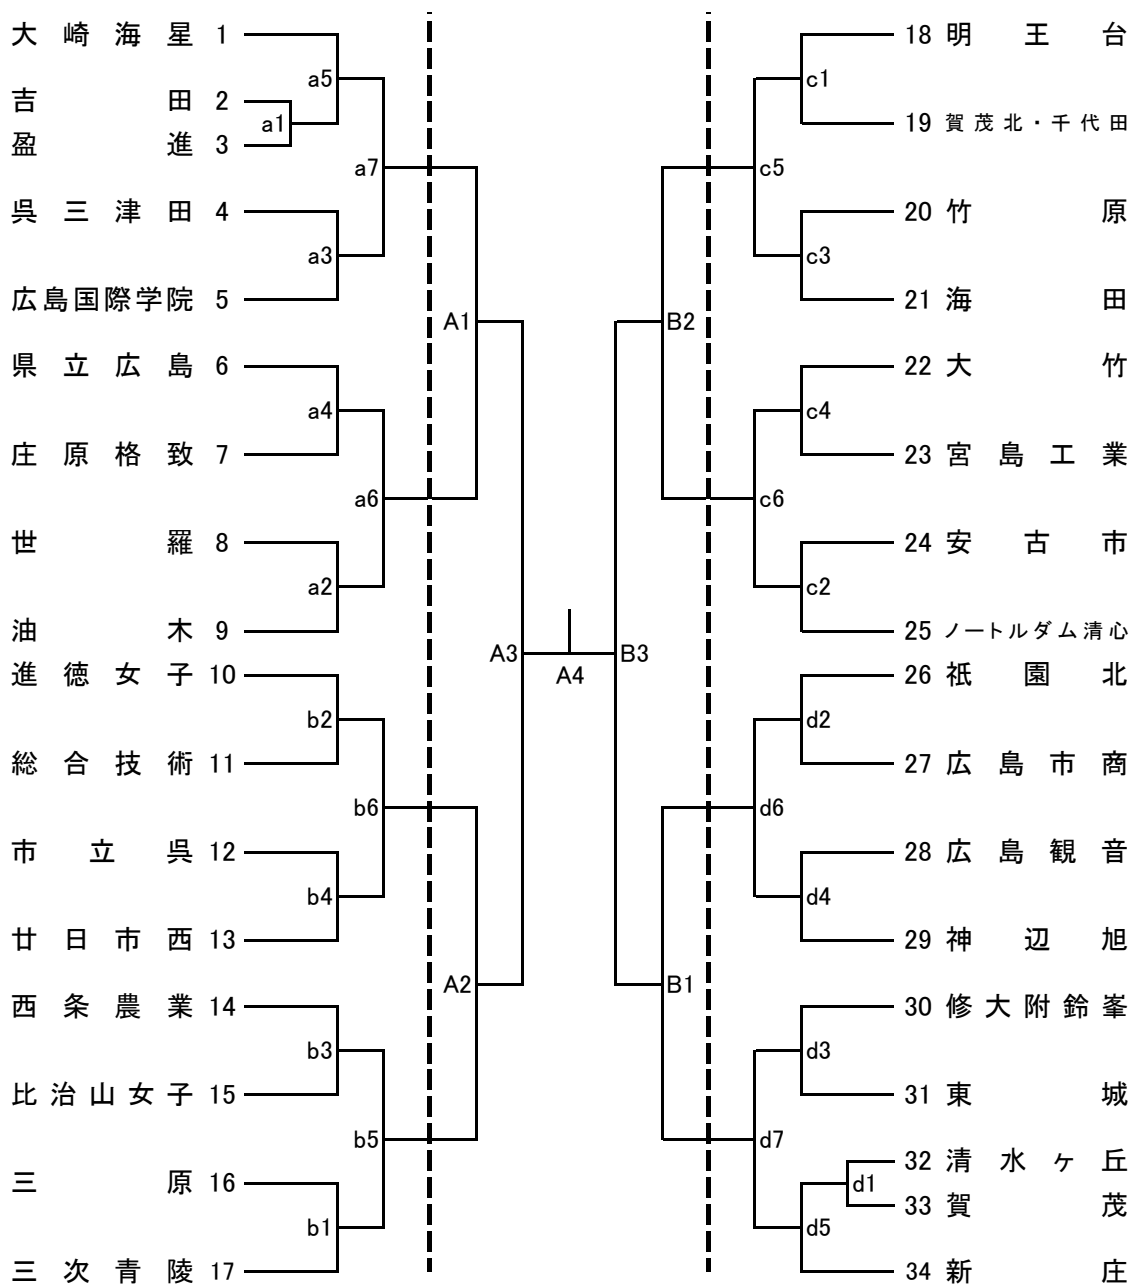 大崎海星 1
a5
吉田 2
a1
盈進 3
a7
呉三津田 4
a3
広島国際学院 5
A1
県立広島 6
a4
庄原格致 7
a6
世羅 8
a2
油木 9
A3
進徳女子 10
b2
総合技術 11
b6
市立呉 12
b4
廿日市西 13
A2
西条農業 14
b3
比治山女子 15
b5
三原 16
b1
三次青陵 17
A4
18 明王台
c1
19 賀茂北・千代田
c5
20 竹原
c3
21 海田
B2
22 大竹
c4
23 宮島工業
c6
24 安古市
c2
25 ノートルダム清心
B3
26 祇園北
d2
27 広島市商
d6
28 広島観音
d4
29 神辺旭
B1
30 修大附鈴峯
d3
31 東城
d7
32 清水ヶ丘
d1
33 賀茂
d5
34 新庄